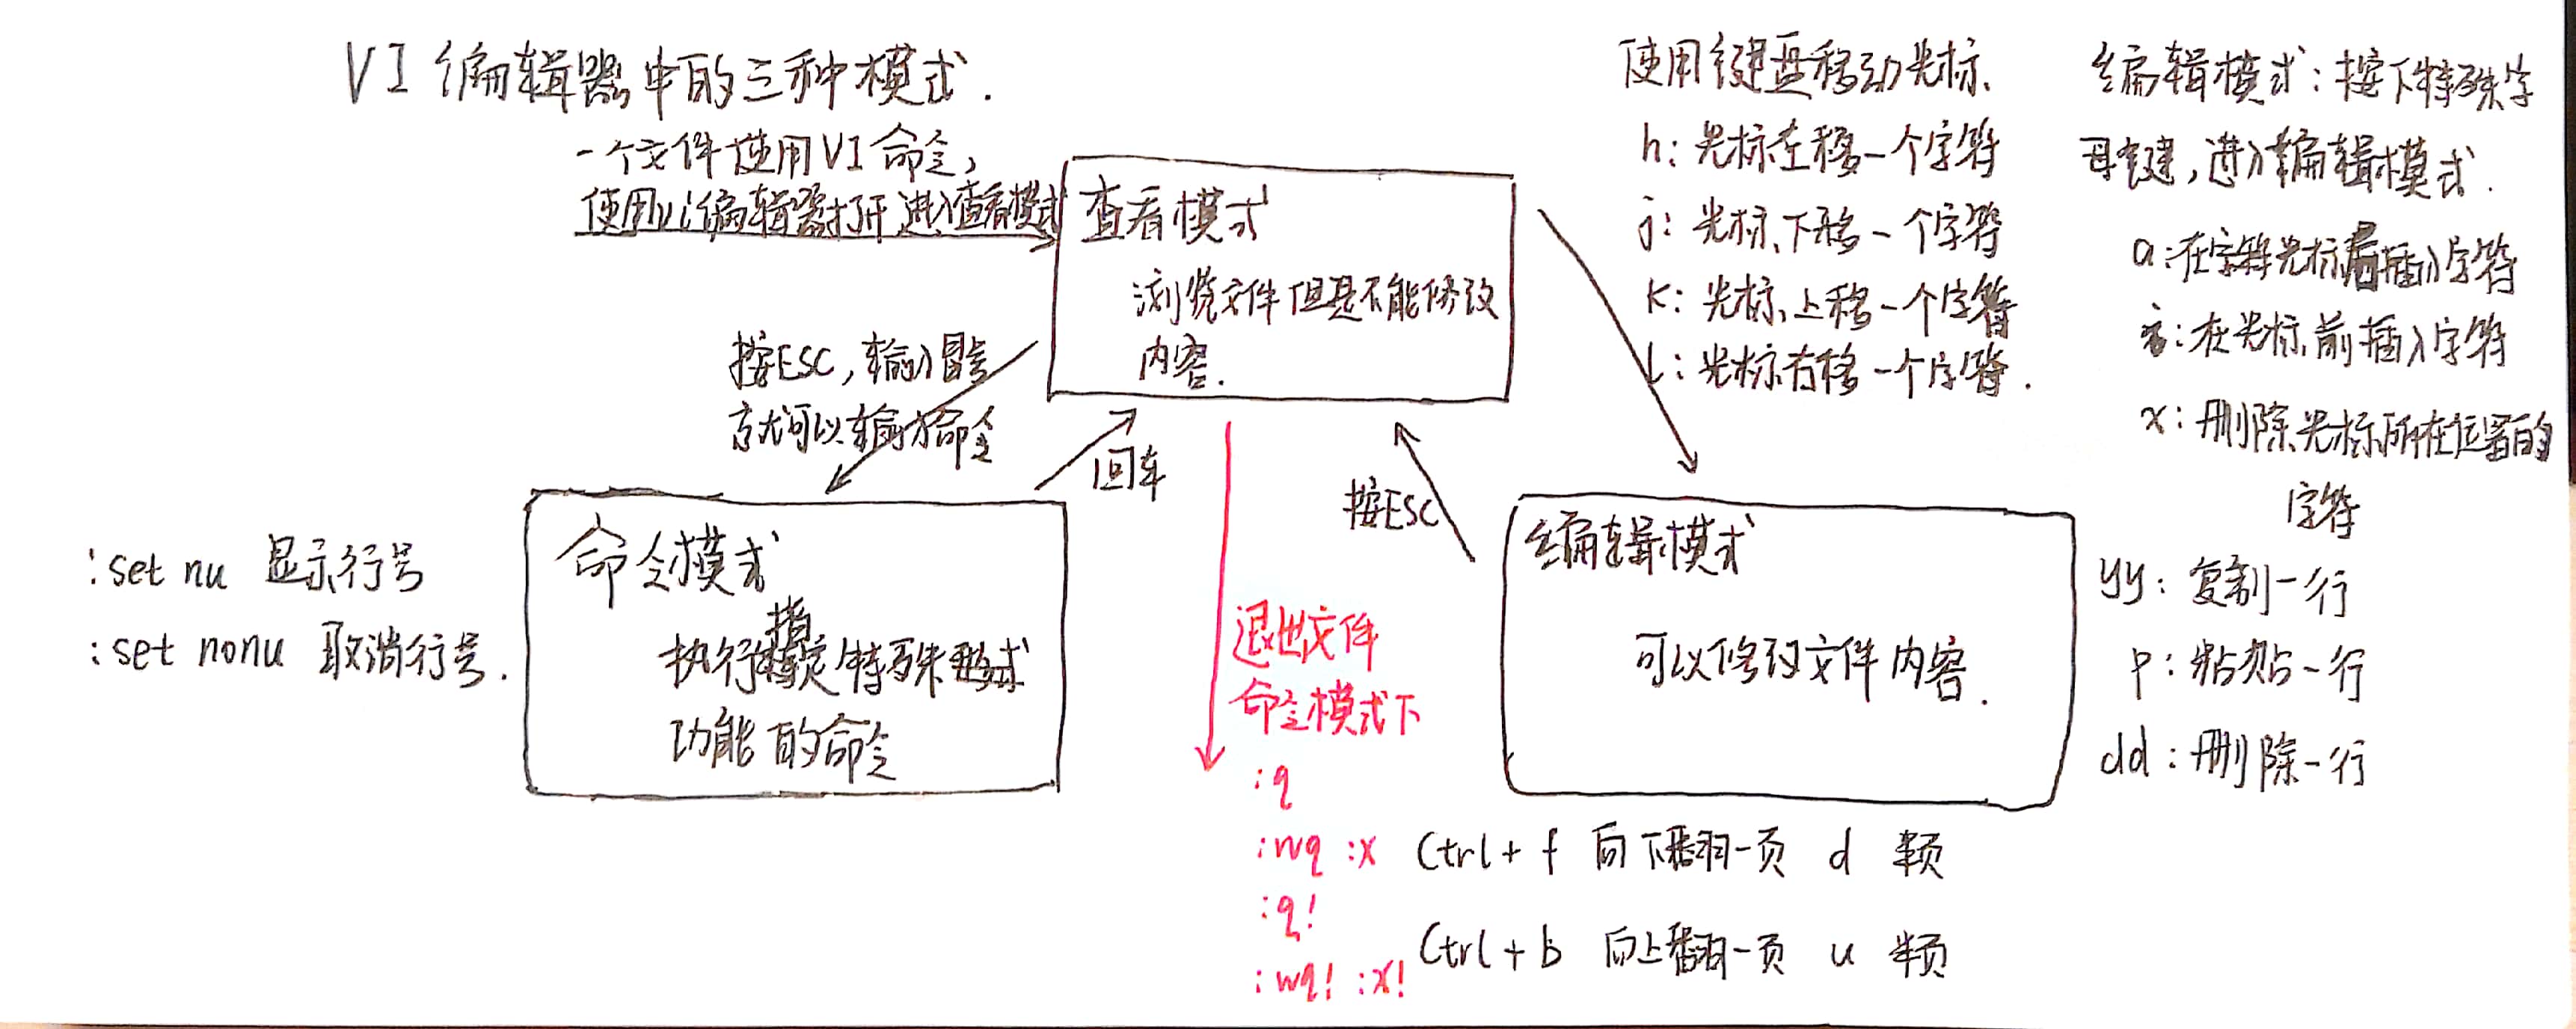 VI 编辑器中的三种模式.
一个文件使用VI命令,
使用vi编辑器打开 进入查看模式
查看模式
浏览文件但是不能修改
内容.
按ESC,输入冒号
就可以输入命令
回车
按ESC
命令模式
执行指定特殊
功能的命令
:set nu 显示行号
:set nonu 取消行号.
退出文件
命令模式下
:q
:wq :x
:q!
:wq! :x!
编辑模式
可以修改文件内容.
Ctrl+f 向下翻一页 d 半页
Ctrl+b 向上翻一页 u 半页
使用键盘移动光标
h: 光标左移一个字符
j: 光标下移一个字符
k: 光标上移一个字符
l: 光标右移一个字符.
编辑模式: 按下特殊字
母键,进入编辑模式.
a:在光标后插入字符
i:在光标前插入字符
x: 删除光标所在位置的
字符
yy: 复制一行
p: 粘贴一行
dd: 删除一行